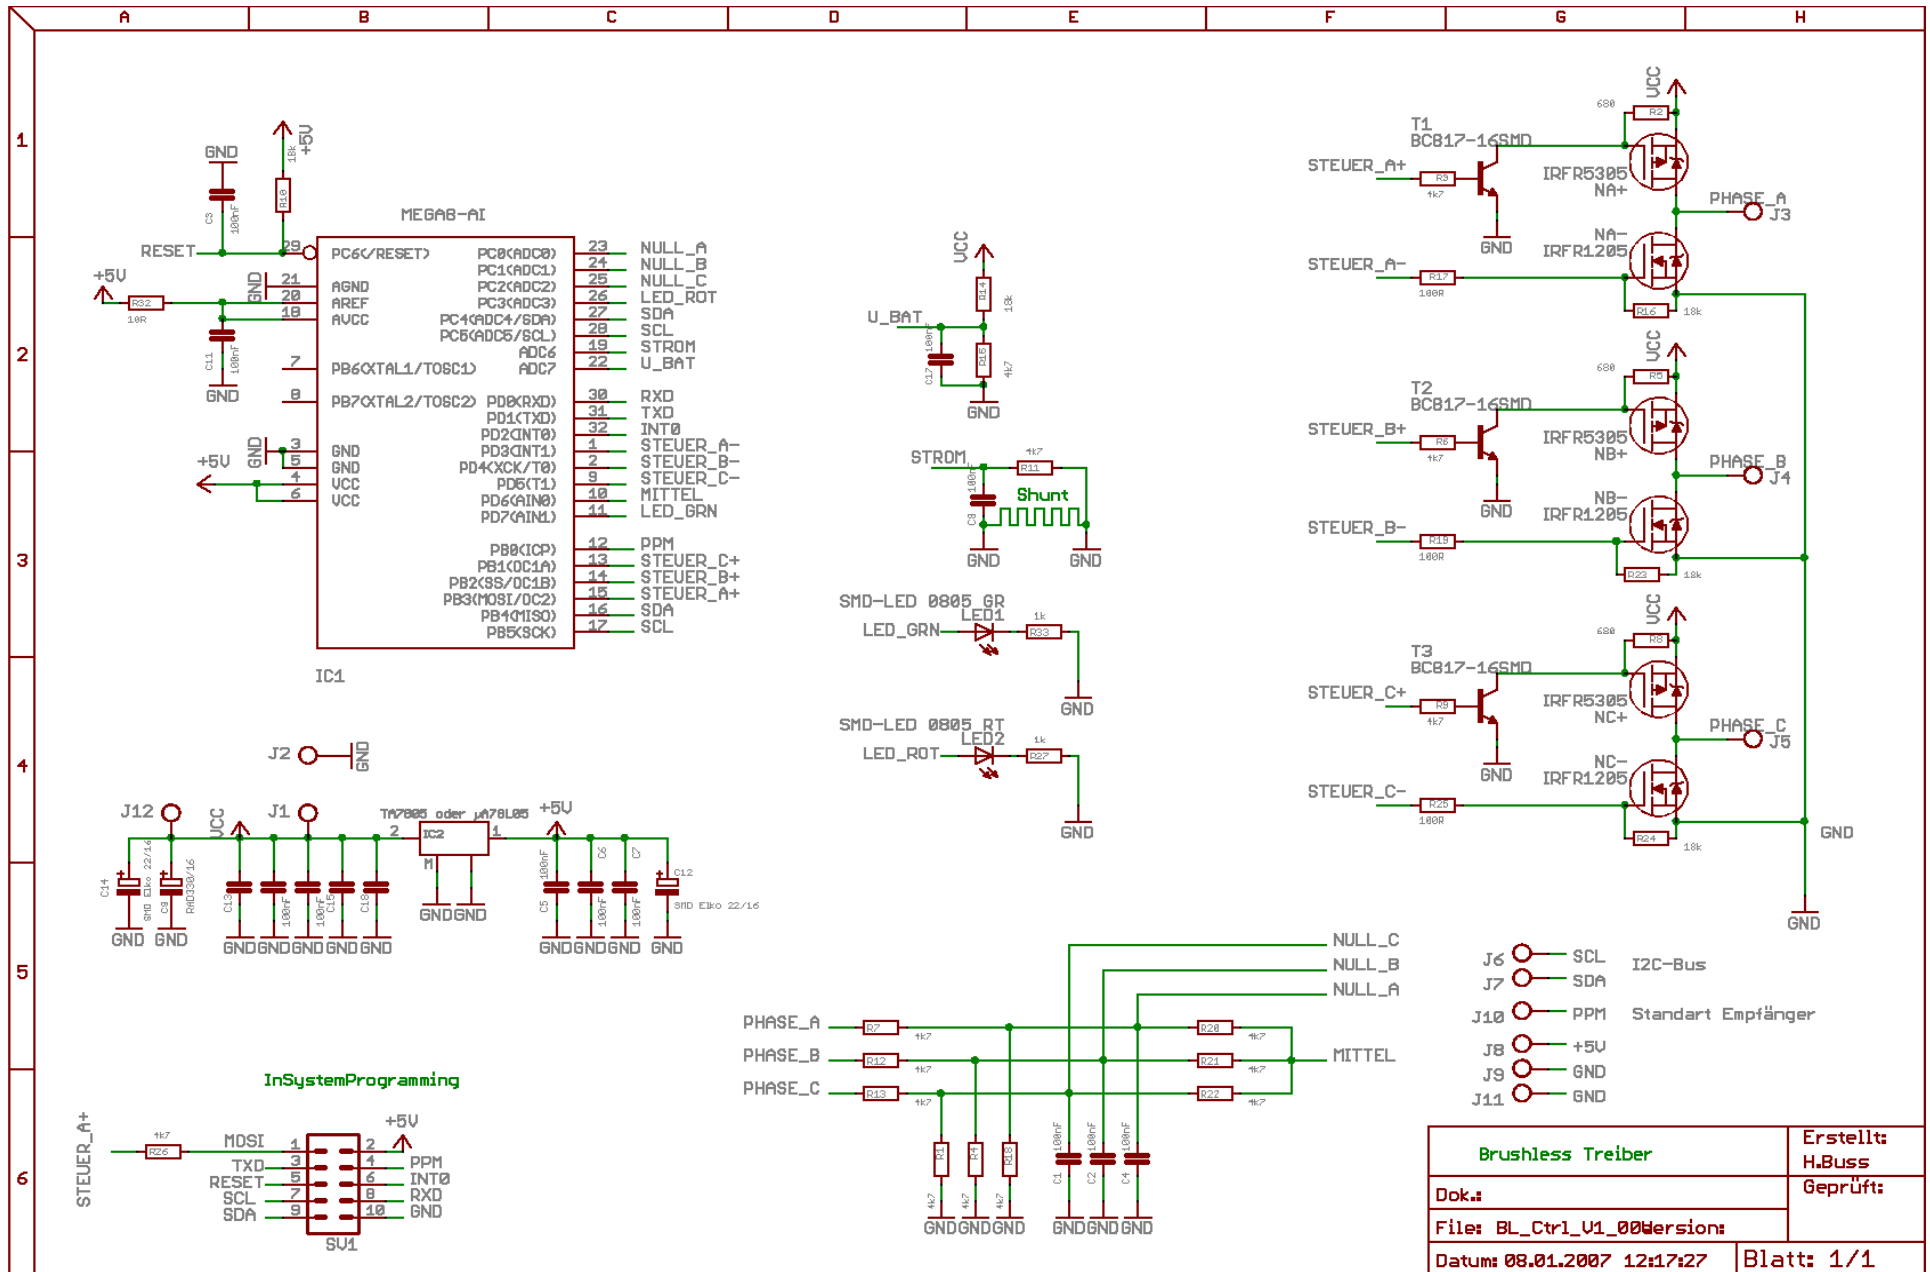 A B C D E F G H
1
2
3
4
5
6
GND
+5V
18k
R10
C3
100nF
MEGA8-AI
RESET
29 PC6(/RESET)
21 AGND
20 AREF
18 AVCC
7 PB6(XTAL1/TOSC1)
8 PB7(XTAL2/TOSC2)
3 GND
5 GND
4 VCC
6 VCC
GND
+5V
R32
10R
C11
100nF
GND
GND
+5V
PC0(ADC0) 23 NULL_A
PC1(ADC1) 24 NULL_B
PC2(ADC2) 25 NULL_C
PC3(ADC3) 26 LED_ROT
PC4(ADC4/SDA) 27 SDA
PC5(ADC5/SCL) 28 SCL
ADC6 19 STROM
ADC7 22 U_BAT
PD0(RXD) 30 RXD
PD1(TXD) 31 TXD
PD2(INT0) 32 INT0
PD3(INT1) 1 STEUER_A-
PD4(XCK/T0) 2 STEUER_B-
PD5(T1) 9 STEUER_C-
PD6(AIN0) 10 MITTEL
PD7(AIN1) 11 LED_GRN
PB0(ICP) 12 PPM
PB1(OC1A) 13 STEUER_C+
PB2(SS/OC1B) 14 STEUER_B+
PB3(MOSI/OC2) 15 STEUER_A+
PB4(MISO) 16 SDA
PB5(SCK) 17 SCL
IC1
VCC
R14
18k
U_BAT
100nF
C17
R15
4k7
GND
STROM
4k7
R11
100nF
C8
Shunt
GND
GND
SMD-LED 0805 GR
LED1
LED_GRN
1k
R33
GND
SMD-LED 0805 RT
LED2
LED_ROT
1k
R27
GND
VCC
680
R2
T1
BC817-16SMD
STEUER_A+
R3
4k7
GND
IRFR5305
NA+
PHASE_A
J3
NA-
IRFR1205
STEUER_A-
R17
100R
R16
18k
VCC
680
R5
T2
BC817-16SMD
STEUER_B+
R6
4k7
GND
IRFR5305
NB+
PHASE_B
J4
NB-
IRFR1205
STEUER_B-
R19
100R
R23
18k
VCC
680
R8
T3
BC817-16SMD
STEUER_C+
R9
4k7
GND
IRFR5305
NC+
PHASE_C
J5
NC-
IRFR1205
STEUER_C-
R25
100R
R24
18k
GND
GND
J2
GND
J12
VCC
J1
TA7805 oder µA78L05
2 IC2 1
M
+5V
C14
SMD Elko 22/16
C9
RAD330/16
C13
100nF
100nF
C15
C18
GND GND
GND GND GND GND GND
GND GND
C5
100nF
C6
100nF
C7
100nF
C12
SMD Elko 22/16
GND GND GND GND
NULL_C
NULL_B
NULL_A
PHASE_A R7 4k7 R20 4k7
PHASE_B R12 4k7 R21 4k7 MITTEL
PHASE_C R13 4k7 R22 4k7
R1 4k7
R4 4k7
R18 4k7
C1 100nF
C2 100nF
C4 100nF
GND GND GND GND GND GND
J6 SCL
J7 SDA
I2C-Bus
J10 PPM Standart Empfänger
J8 +5V
J9 GND
J11 GND
InSystemProgramming
STEUER_A+
4k7
R26
MOSI 1 2 +5V
TXD 3 4 PPM
RESET 5 6 INT0
SCL 7 8 RXD
SDA 9 10 GND
SV1
Brushless Treiber
Erstellt:
H.Buss
Dok.:
Geprüft:
File: BL_Ctrl_V1_00 Version:
Datum: 08.01.2007 12:17:27
Blatt: 1/1